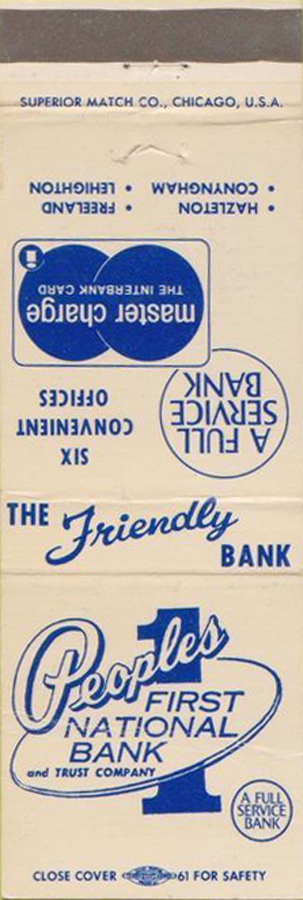 SUPERIOR MATCH CO., CHICAGO, U.S.A.
• HAZLETON • FREELAND
• CONYNGHAM • LEHIGHTON
master charge
THE INTERBANK CARD
A FULL
SERVICE
BANK
SIX
CONVENIENT
OFFICES
THE Friendly
BANK
1
Peoples
FIRST
NATIONAL
BANK
and TRUST COMPANY
A FULL
SERVICE
BANK
CLOSE COVER 61 FOR SAFETY